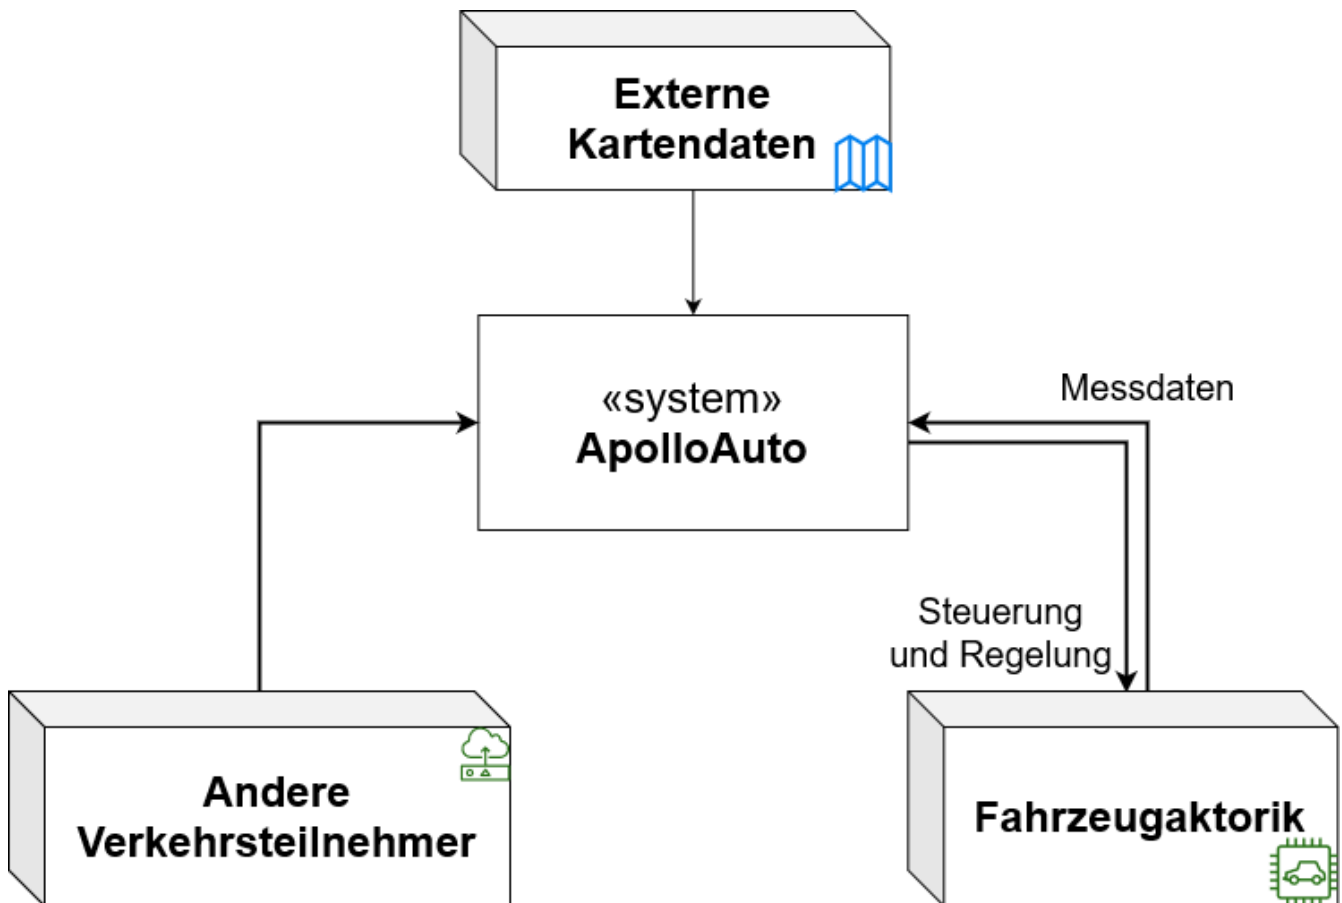 Externe
Kartendaten
«system»
ApolloAuto
Messdaten
Steuerung
und Regelung
Andere
Verkehrsteilnehmer
Fahrzeugaktorik